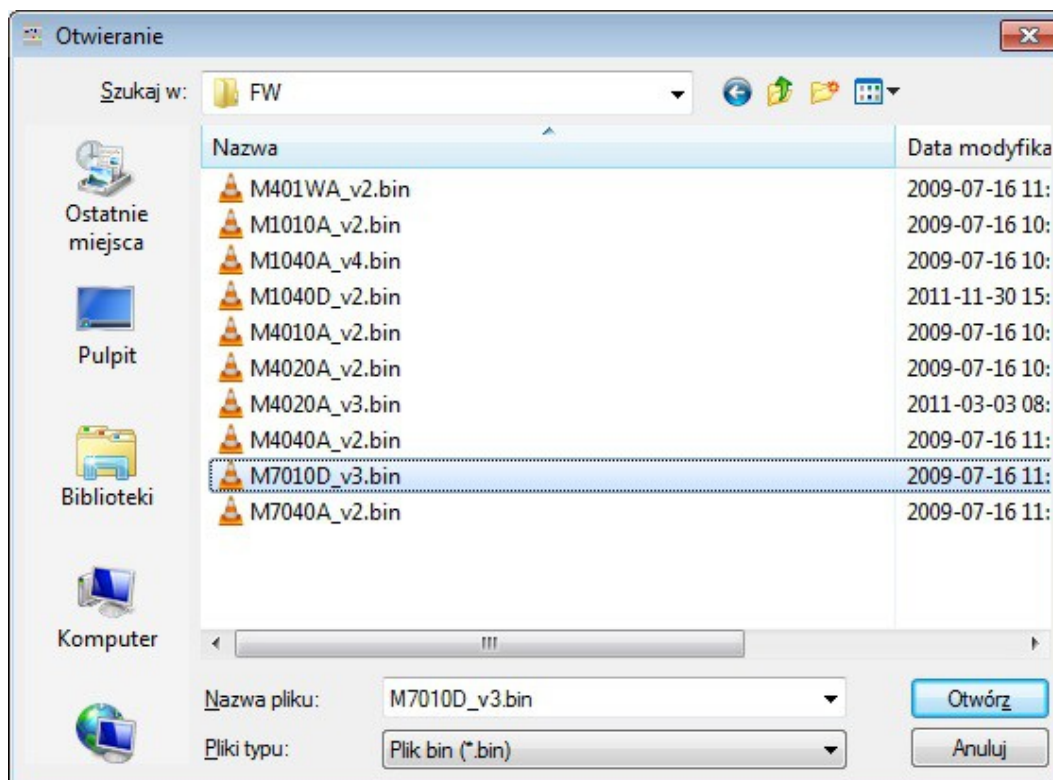 Otwieranie
Szukaj w: FW
Nazwa Data modyfika
M401WA_v2.bin 2009-07-16 11:
M1010A_v2.bin 2009-07-16 10:
M1040A_v4.bin 2009-07-16 10:
M1040D_v2.bin 2011-11-30 15:
M4010A_v2.bin 2009-07-16 10:
M4020A_v2.bin 2009-07-16 10:
M4020A_v3.bin 2011-03-03 08:
M4040A_v2.bin 2009-07-16 11:
M7010D_v3.bin 2009-07-16 11:
M7040A_v2.bin 2009-07-16 11:
Ostatnie
miejsca
Pulpit
Biblioteki
Komputer
Nazwa pliku: M7010D_v3.bin Otwórz
Pliki typu: Plik bin (*.bin) Anuluj